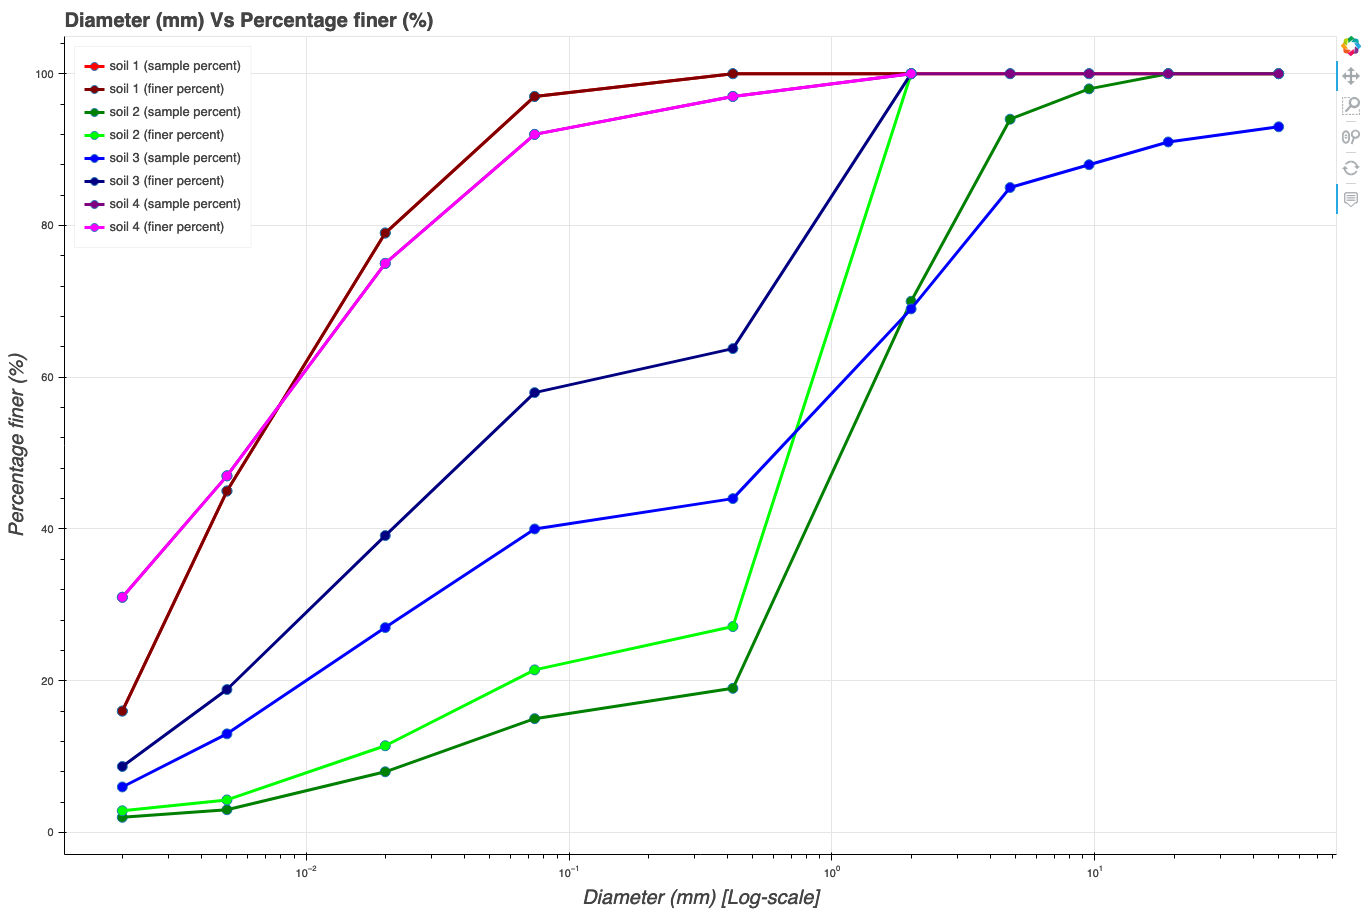 Diameter (mm) Vs Percentage finer (%)
soil 1 (sample percent)
soil 1 (finer percent)
soil 2 (sample percent)
soil 2 (finer percent)
soil 3 (sample percent)
soil 3 (finer percent)
soil 4 (sample percent)
soil 4 (finer percent)
100
80
60
40
20
0
Percentage finer (%)
10⁻² 10⁻¹ 10⁰ 10¹
Diameter (mm) [Log-scale]